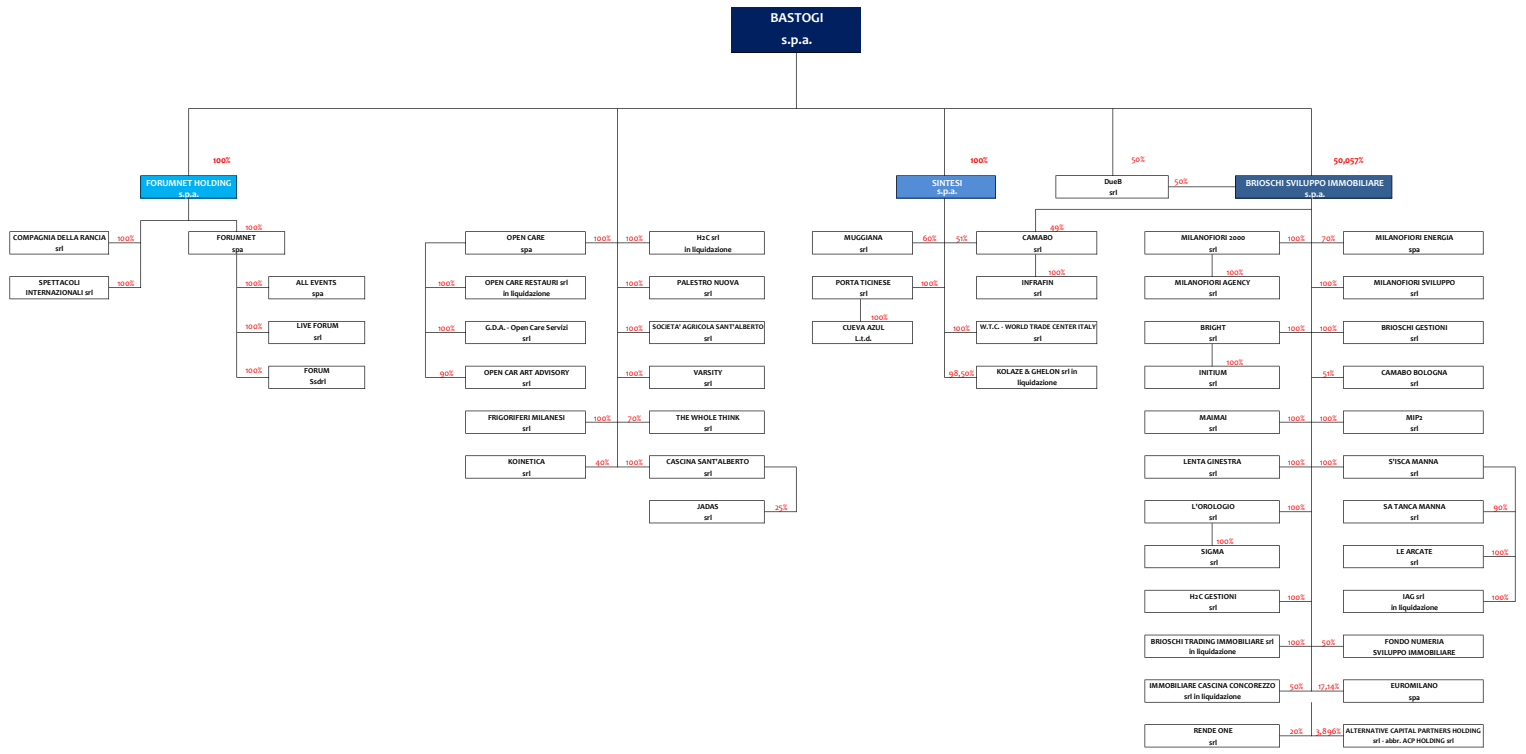 BASTOGI
s.p.a.
100%
100%
50%
50,057%
FORUMNET HOLDING
s.p.a.
SINTESI
s.p.a.
DueB
srl
50%
BRIOSCHI SVILUPPO IMMOBILIARE
s.p.a.
100%
49%
COMPAGNIA DELLA RANCIA
srl
100%
FORUMNET
spa
OPEN CARE
spa
100%
100%
H2C srl
in liquidazione
MUGGIANA
srl
60%
51%
CAMABO
srl
MILANOFIORI 2000
srl
100%
70%
MILANOFIORI ENERGIA
spa
100%
100%
SPETTACOLI
INTERNAZIONALI srl
100%
100%
ALL EVENTS
spa
100%
OPEN CARE RESTAURI srl
in liquidazione
100%
PALESTRO NUOVA
srl
PORTA TICINESE
srl
100%
INFRAFIN
srl
MILANOFIORI AGENCY
srl
100%
MILANOFIORI SVILUPPO
srl
100%
100%
LIVE FORUM
srl
100%
G.D.A. - Open Care Servizi
srl
100%
SOCIETA' AGRICOLA SANT'ALBERTO
srl
CUEVA AZUL
L.t.d.
100%
W.T.C. - WORLD TRADE CENTER ITALY
srl
BRIGHT
srl
100%
100%
BRIOSCHI GESTIONI
srl
100%
100%
FORUM
Ssdrl
90%
OPEN CAR ART ADVISORY
srl
100%
VARSITY
srl
98,50%
KOLAZE & GHELON srl in
liquidazione
INITIUM
srl
51%
CAMABO BOLOGNA
srl
FRIGORIFERI MILANESI
srl
100%
70%
THE WHOLE THINK
srl
MAIMAI
srl
100%
100%
MIP2
srl
KOINETICA
srl
40%
100%
CASCINA SANT'ALBERTO
srl
LENTA GINESTRA
srl
100%
100%
S'ISCA MANNA
srl
JADAS
srl
25%
L'OROLOGIO
srl
100%
SA TANCA MANNA
srl
90%
100%
SIGMA
srl
LE ARCATE
srl
100%
H2C GESTIONI
srl
100%
IAG srl
in liquidazione
100%
BRIOSCHI TRADING IMMOBILIARE srl
in liquidazione
100%
50%
FONDO NUMERIA
SVILUPPO IMMOBILIARE
IMMOBILIARE CASCINA CONCOREZZO
srl in liquidazione
50%
17,14%
EUROMILANO
spa
RENDE ONE
srl
20%
3,896%
ALTERNATIVE CAPITAL PARTNERS HOLDING
srl - abbr. ACP HOLDING srl